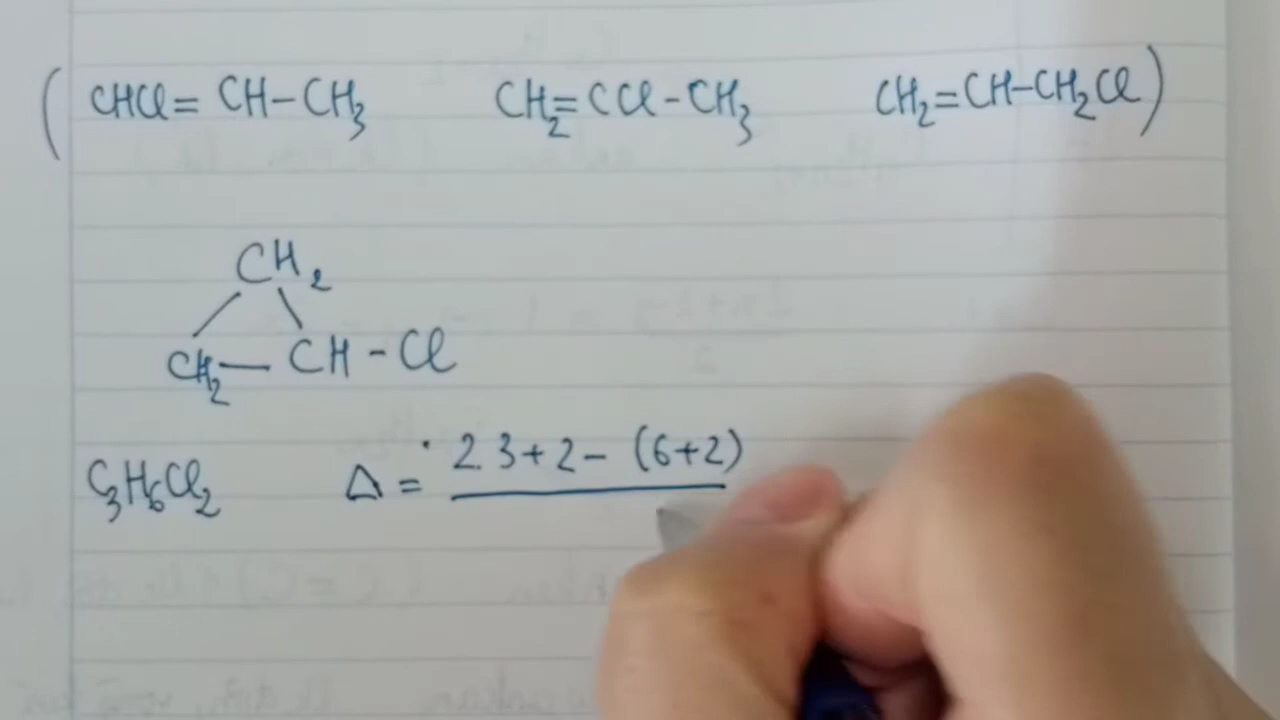 ( CHCl = CH-CH₃ CH₂=CCl-CH₃ CH₂=CH-CH₂Cl )
CH₂
CH₂ — CH - Cl
C₃H₆Cl₂ Δ = 2.3+2- (6+2)